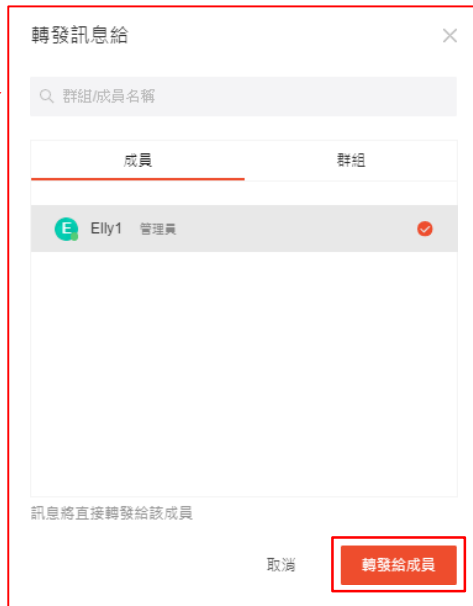 轉發訊息給
群組/成員名稱
成員 群組
E Elly1 管理員
訊息將直接轉發給該成員
取消 轉發給成員